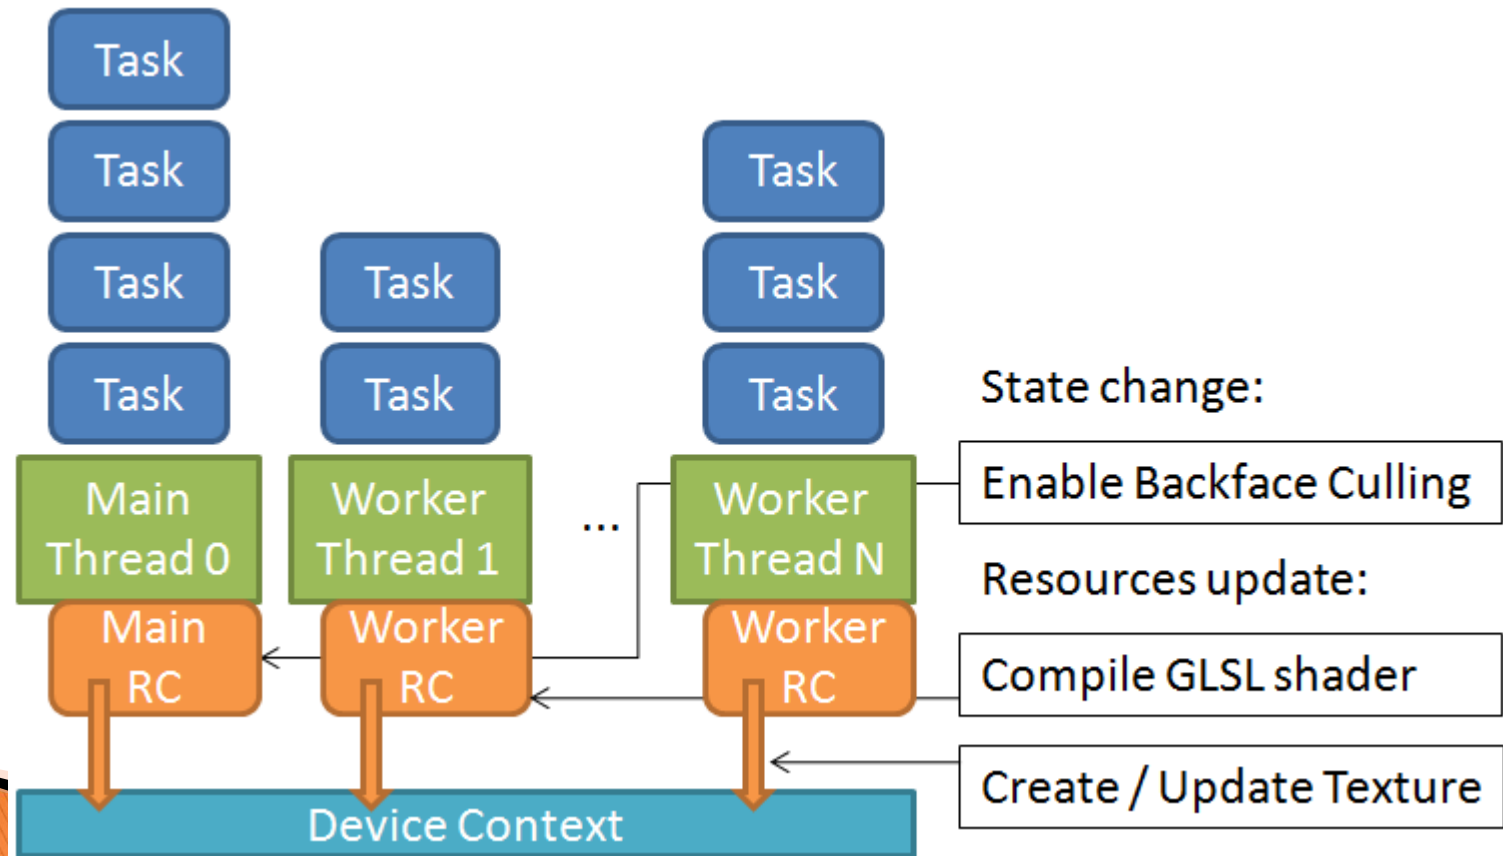 Task
Task
Task
Task
Main
Thread 0
Main
RC
Task
Task
Worker
Thread 1
Worker
RC
...
Task
Task
Task
Worker
Thread N
Worker
RC
Device Context
State change:
Enable Backface Culling
Resources update:
Compile GLSL shader
Create / Update Texture